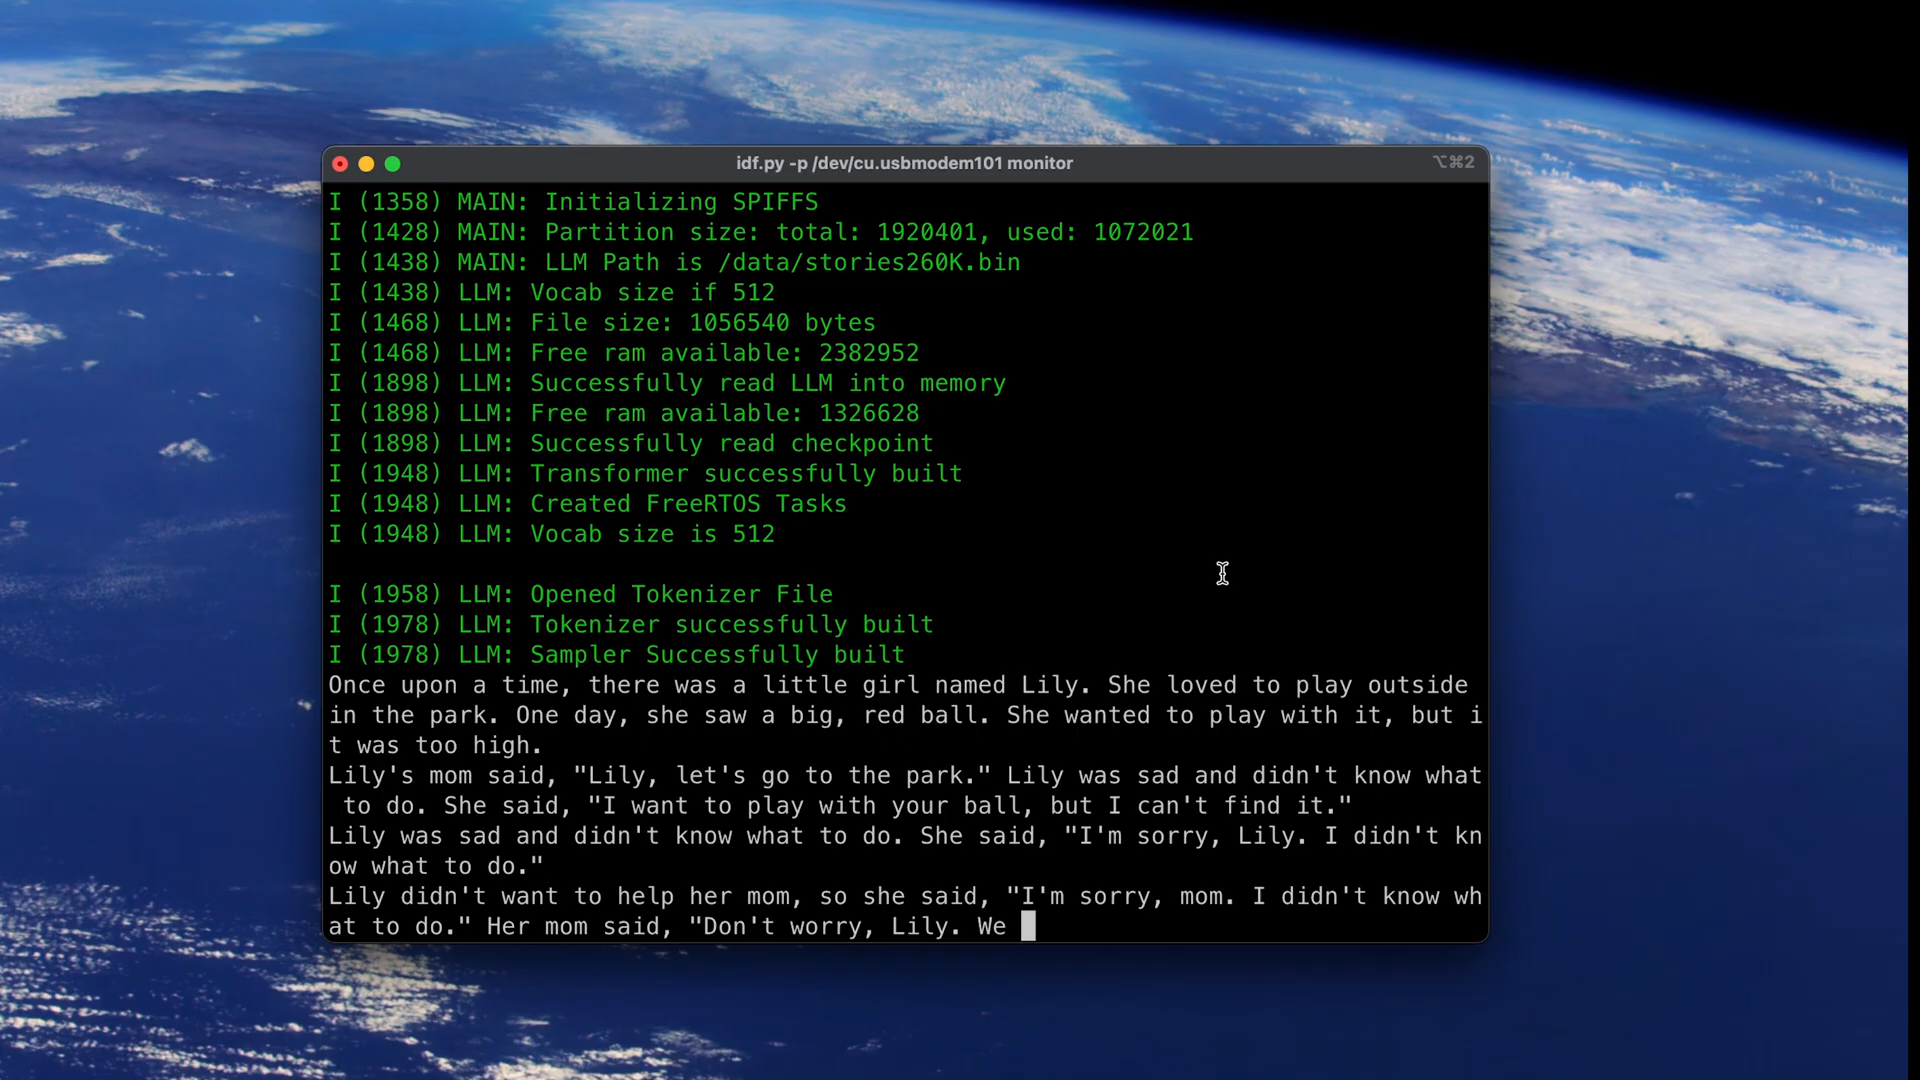 idf.py -p /dev/cu.usbmodem101 monitor
⌥⌘2
I (1358) MAIN: Initializing SPIFFS
I (1428) MAIN: Partition size: total: 1920401, used: 1072021
I (1438) MAIN: LLM Path is /data/stories260K.bin
I (1438) LLM: Vocab size if 512
I (1468) LLM: File size: 1056540 bytes
I (1468) LLM: Free ram available: 2382952
I (1898) LLM: Successfully read LLM into memory
I (1898) LLM: Free ram available: 1326628
I (1898) LLM: Successfully read checkpoint
I (1948) LLM: Transformer successfully built
I (1948) LLM: Created FreeRTOS Tasks
I (1948) LLM: Vocab size is 512
I (1958) LLM: Opened Tokenizer File
I (1978) LLM: Tokenizer successfully built
I (1978) LLM: Sampler Successfully built
Once upon a time, there was a little girl named Lily. She loved to play outside
in the park. One day, she saw a big, red ball. She wanted to play with it, but i
t was too high.
Lily's mom said, "Lily, let's go to the park." Lily was sad and didn't know what
 to do. She said, "I want to play with your ball, but I can't find it."
Lily was sad and didn't know what to do. She said, "I'm sorry, Lily. I didn't kn
ow what to do."
Lily didn't want to help her mom, so she said, "I'm sorry, mom. I didn't know wh
at to do." Her mom said, "Don't worry, Lily. We